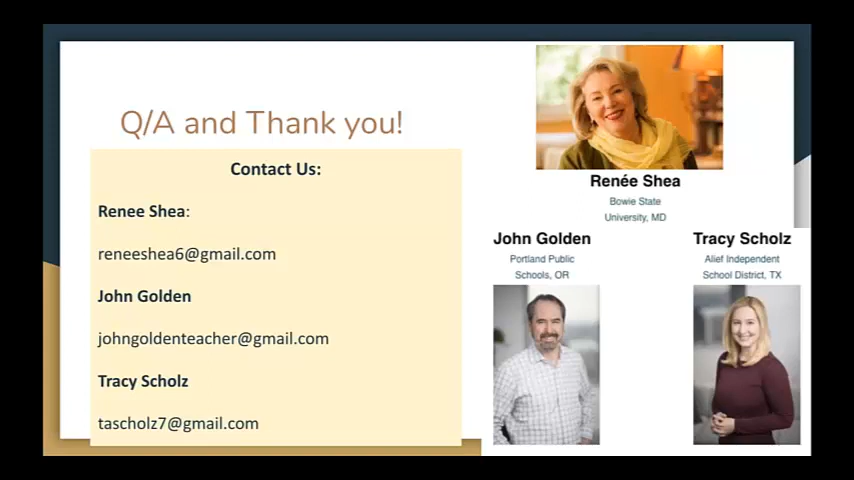 Q/A and Thank you!
Contact Us:
Renee Shea:
reneeshea6@gmail.com
John Golden
johngoldenteacher@gmail.com
Tracy Scholz
tascholz7@gmail.com
Renée Shea
Bowie State
University, MD
John Golden
Portland Public
Schools, OR
Tracy Scholz
Alief Independent
School District, TX